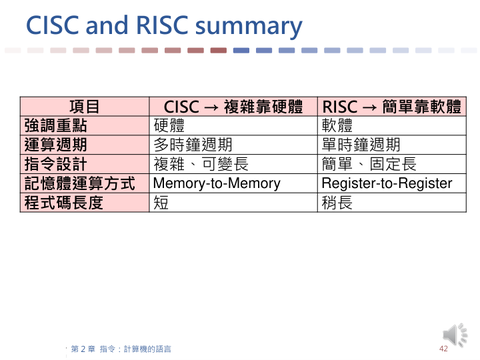 CISC and RISC summary
項目 CISC → 複雜靠硬體 RISC → 簡單靠軟體
強調重點 硬體 軟體
運算週期 多時鐘週期 單時鐘週期
指令設計 複雜、可變長 簡單、固定長
記憶體運算方式 Memory-to-Memory Register-to-Register
程式碼長度 短 稍長
第 2 章 指令：計算機的語言 42